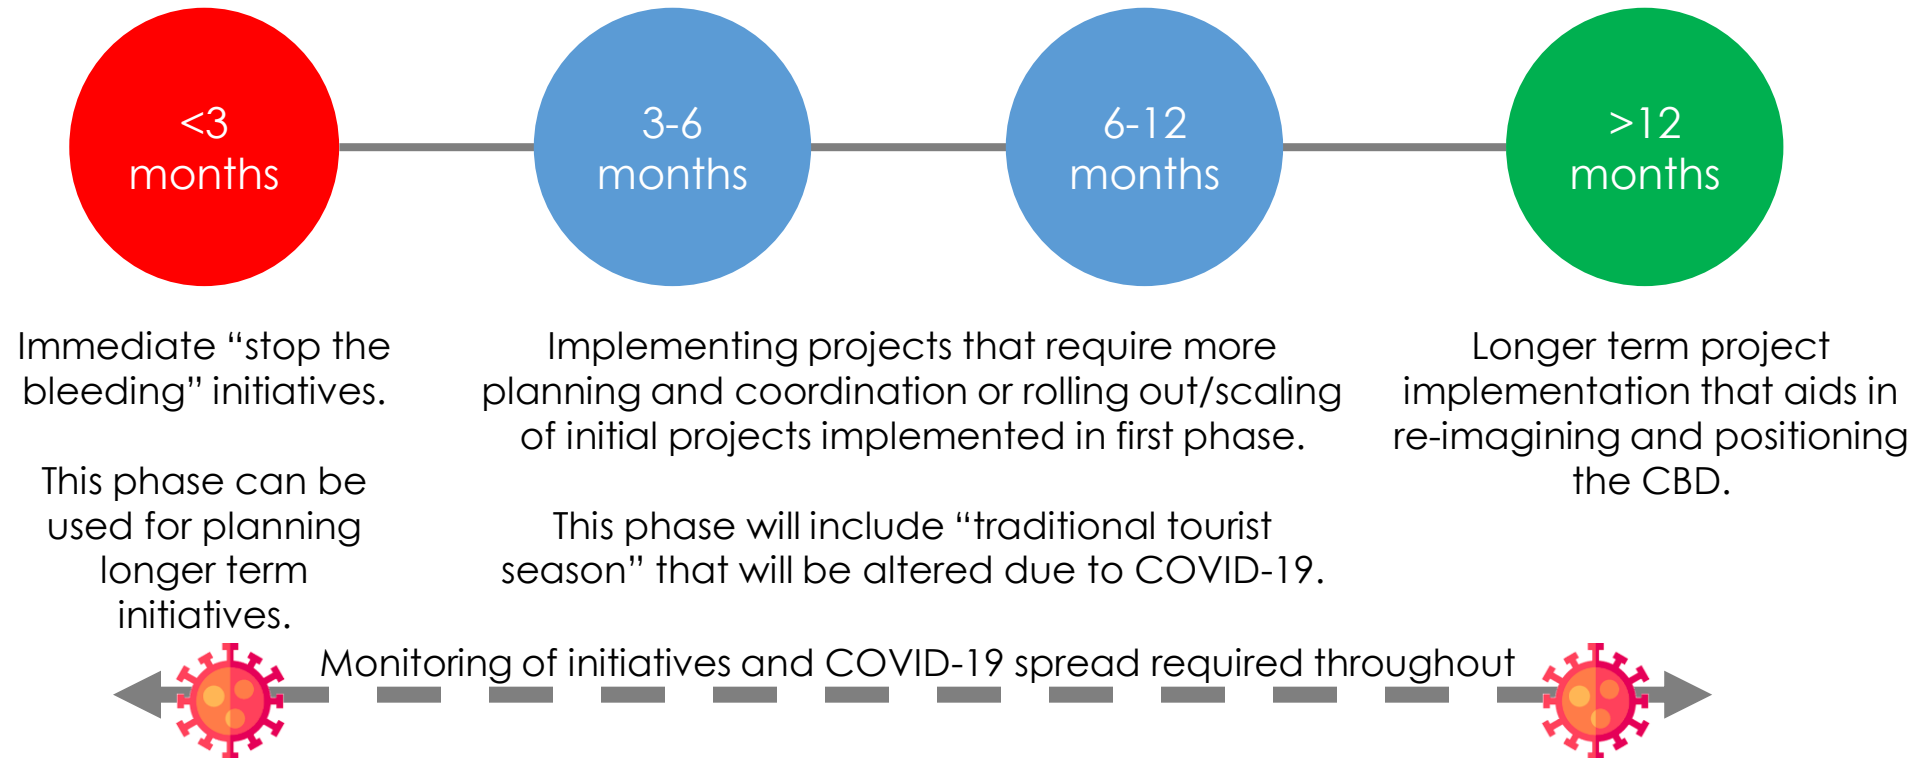 <3
months
3-6
months
6-12
months
>12
months
Immediate “stop the
bleeding” initiatives.
This phase can be
used for planning
longer term
initiatives.
Implementing projects that require more
planning and coordination or rolling out/scaling
of initial projects implemented in first phase.
This phase will include “traditional tourist
season” that will be altered due to COVID-19.
Longer term project
implementation that aids in
re-imagining and positioning
the CBD.
Monitoring of initiatives and COVID-19 spread required throughout